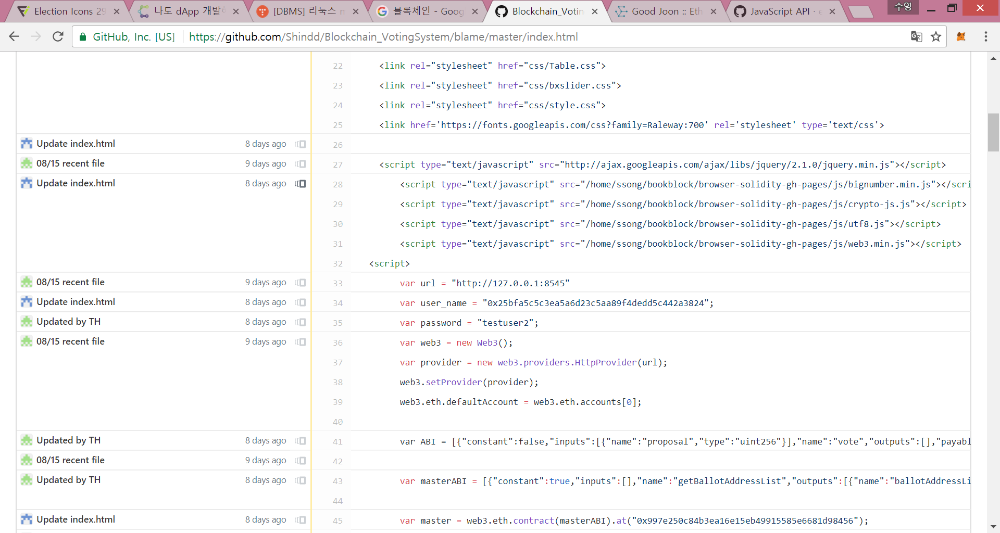 Election Icons 29
나도 dApp 개발하
[DBMS] 리눅스 m
블록체인 - Goog
Blockchain_Voting
Good Joon :: Eth
JavaScript API · e
수영
GitHub, Inc. [US]
https://github.com/Shindd/Blockchain_VotingSystem/blame/master/index.html
22 <link rel="stylesheet" href="css/Table.css">
23 <link rel="stylesheet" href="css/bxslider.css">
24 <link rel="stylesheet" href="css/style.css">
25 <link href='https://fonts.googleapis.com/css?family=Raleway:700' rel='stylesheet' type='text/css'>
Update index.html 8 days ago 26
08/15 recent file 9 days ago 27 <script type="text/javascript" src="http://ajax.googleapis.com/ajax/libs/jquery/2.1.0/jquery.min.js"></script>
Update index.html 8 days ago 28 <script type="text/javascript" src="/home/ssong/bookblock/browser-solidity-gh-pages/js/bignumber.min.js"></scri
29 <script type="text/javascript" src="/home/ssong/bookblock/browser-solidity-gh-pages/js/crypto-js.js"></script>
30 <script type="text/javascript" src="/home/ssong/bookblock/browser-solidity-gh-pages/js/utf8.js"></script>
31 <script type="text/javascript" src="/home/ssong/bookblock/browser-solidity-gh-pages/js/web3.min.js"></script>
32 <script>
08/15 recent file 9 days ago 33 var url = "http://127.0.0.1:8545"
Update index.html 8 days ago 34 var user_name = "0x25bfa5c5c3ea5a6d23c5aa89f4dedd5c442a3824";
Updated by TH 8 days ago 35 var password = "testuser2";
08/15 recent file 9 days ago 36 var web3 = new Web3();
37 var provider = new web3.providers.HttpProvider(url);
38 web3.setProvider(provider);
39 web3.eth.defaultAccount = web3.eth.accounts[0];
40
Updated by TH 8 days ago 41 var ABI = [{"constant":false,"inputs":[{"name":"proposal","type":"uint256"}],"name":"vote","outputs":[],"payabl
08/15 recent file 9 days ago 42
Updated by TH 8 days ago 43 var masterABI = [{"constant":true,"inputs":[],"name":"getBallotAddressList","outputs":[{"name":"ballotAddressLi
44
Update index.html 8 days ago 45 var master = web3.eth.contract(masterABI).at("0x997e250c84b3ea16e15eb49915585e6681d98456");